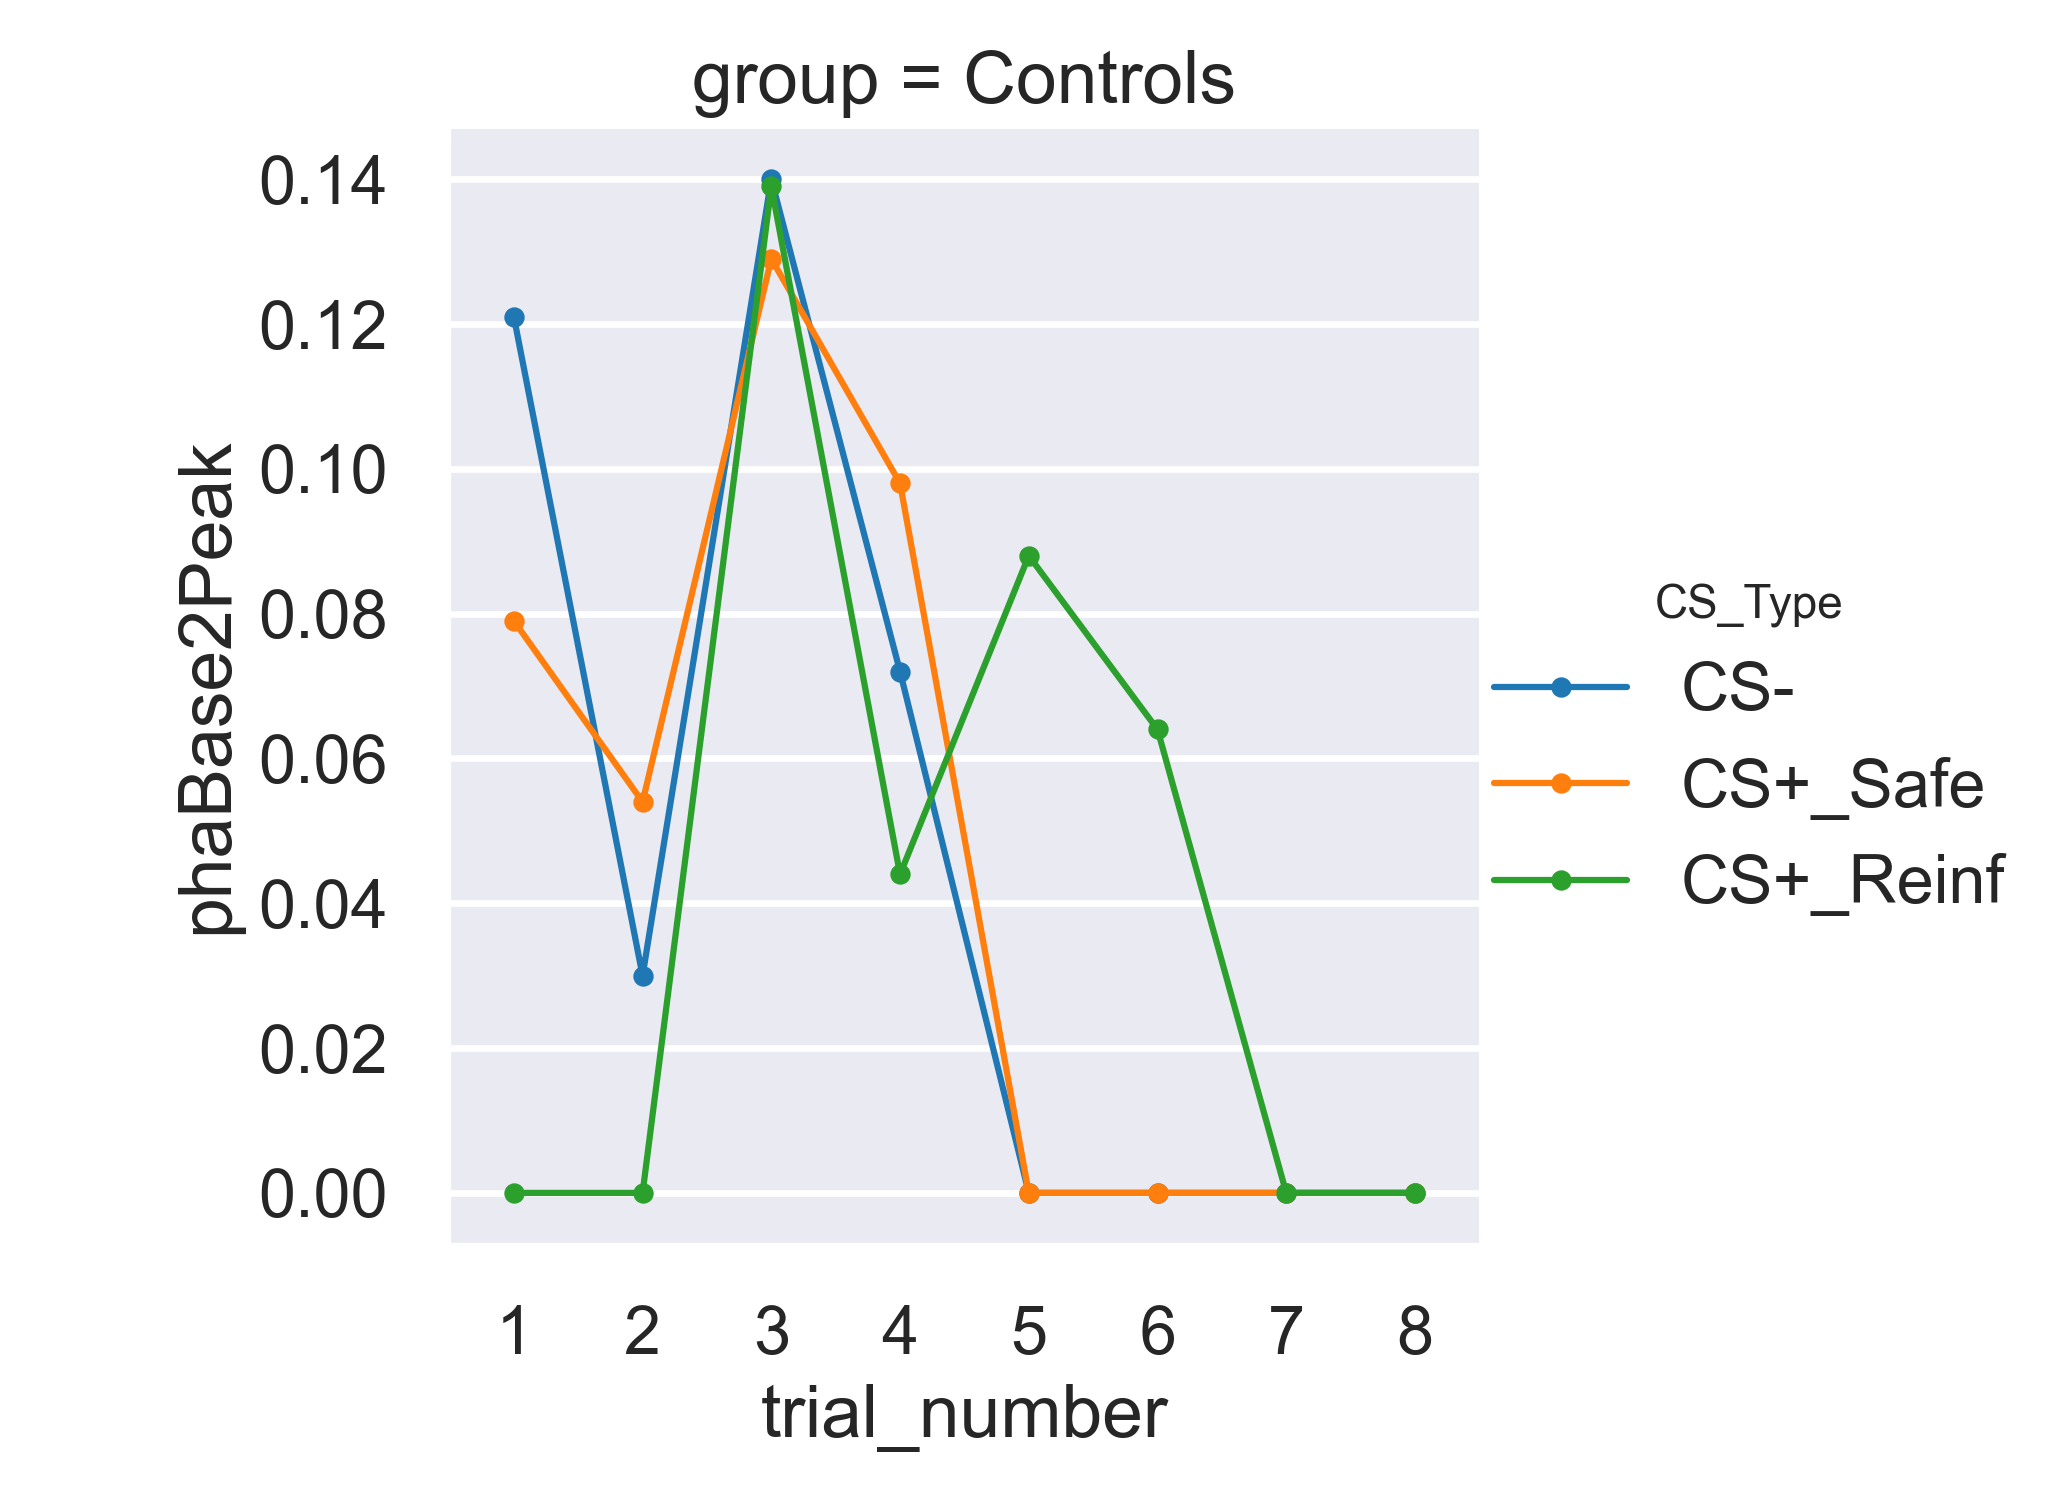 group = Controls
0.14
0.12
0.10
0.08
0.06
0.04
0.02
0.00
phaBase2Peak
1 2 3 4 5 6 7 8
trial_number
CS_Type
CS-
CS+_Safe
CS+_Reinf